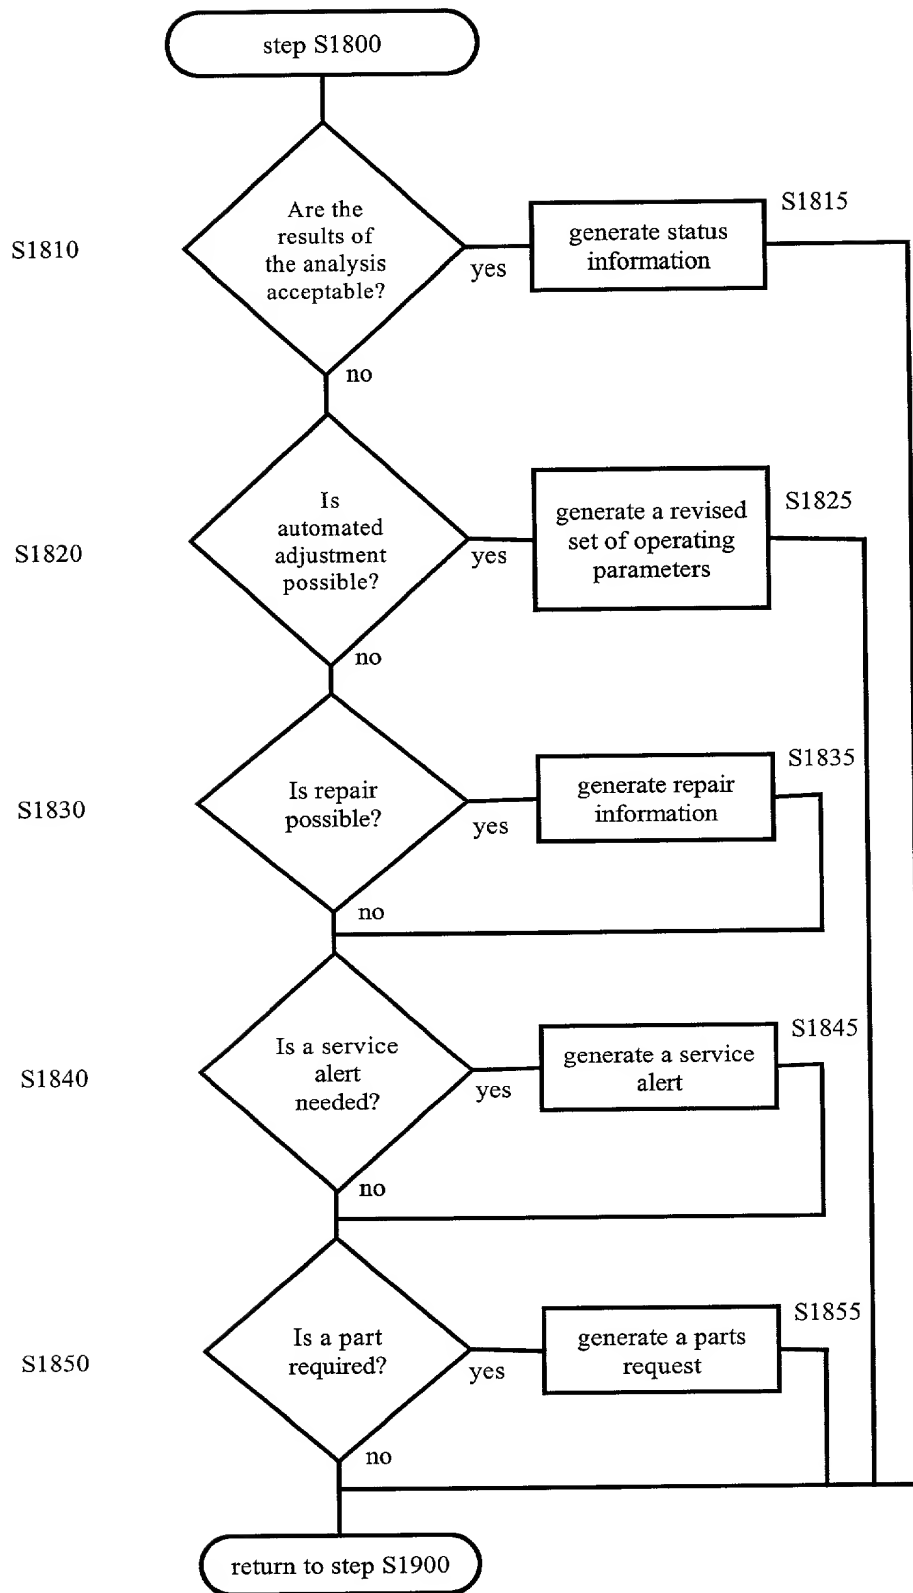 step S1800
S1810
Are the
results of
the analysis
acceptable?
yes
S1815
generate status
information
no
S1820
Is
automated
adjustment
possible?
yes
S1825
generate a revised
set of operating
parameters
no
S1830
Is repair
possible?
yes
S1835
generate repair
information
no
S1840
Is a service
alert
needed?
yes
S1845
generate a service
alert
no
S1850
Is a part
required?
yes
S1855
generate a parts
request
no
return to step S1900